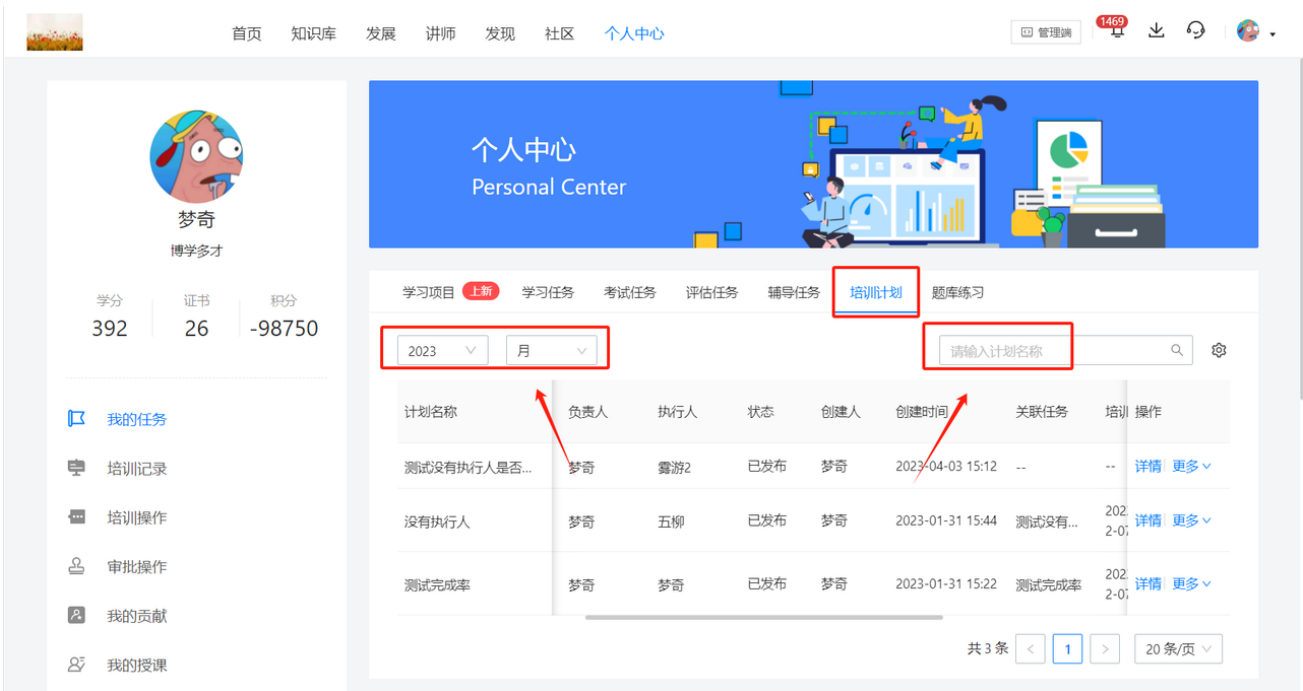 首页 知识库 发展 讲师 发现 社区 个人中心 管理端 1469
个人中心
Personal Center
梦奇
博学多才
学分 证书 积分
392 26 -98750
我的任务
培训记录
培训操作
审批操作
我的贡献
我的授课
学习项目 上新 学习任务 考试任务 评估任务 辅导任务 培训计划 题库练习
2023 月 请输入计划名称
计划名称 负责人 执行人 状态 创建人 创建时间 关联任务 培训 操作
测试没有执行人是否... 梦奇 雾游2 已发布 梦奇 2023-04-03 15:12 -- -- 详情 更多
没有执行人 梦奇 五柳 已发布 梦奇 2023-01-31 15:44 测试没有... 202 2-07 详情 更多
测试完成率 梦奇 梦奇 已发布 梦奇 2023-01-31 15:22 测试完成率 202 2-07 详情 更多
共 3 条 < 1 > 20 条/页